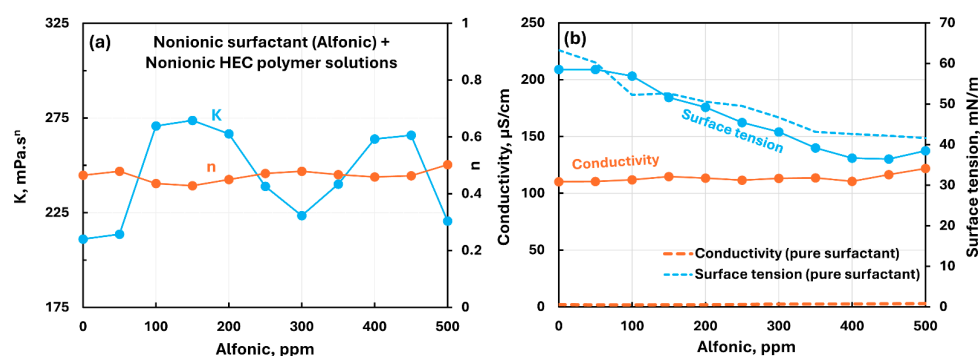 (a)
Nonionic surfactant (Alfonic) +
Nonionic HEC polymer solutions
K
n
325
275
225
175
K, mPa.sⁿ
1
0.8
0.6
0.4
0.2
0
n
0 100 200 300 400 500
Alfonic, ppm
(b)
Surface tension
Conductivity
Conductivity (pure surfactant)
Surface tension (pure surfactant)
250
200
150
100
50
0
Conductivity, µS/cm
70
60
50
40
30
20
10
0
Surface tension, mN/m
0 100 200 300 400 500
Alfonic, ppm